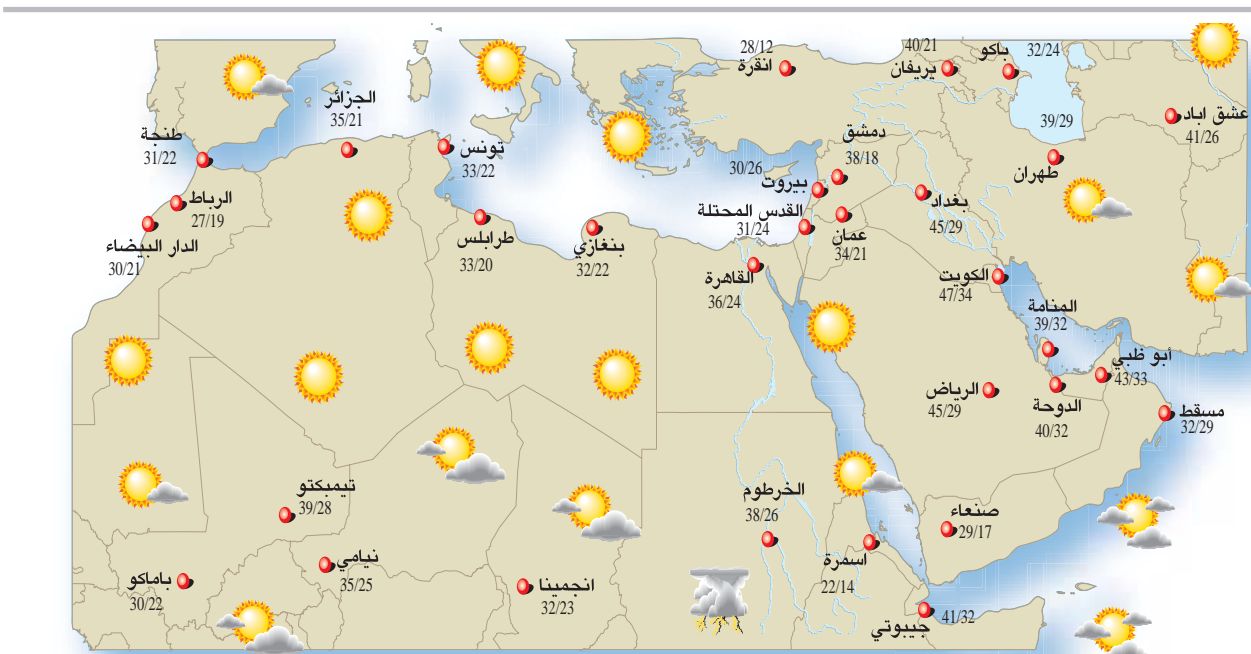 28/12
انقرة
40/21
يريفان
باكو
32/24
عشق اباد
41/26
39/29
طهران
الجزائر
35/21
طنجة
31/22
تونس
33/22
دمشق
38/18
30/26
بيروت
بغداد
45/29
القدس المحتلة
31/24
عمان
34/21
الرباط
27/19
الدار البيضاء
30/21
طرابلس
33/20
بنغازي
32/22
القاهرة
36/24
الكويت
47/34
المنامة
39/32
أبو ظبي
43/33
الرياض
45/29
الدوحة
40/32
مسقط
32/29
تيمبكتو
39/28
الخرطوم
38/26
صنعاء
29/17
اسمرة
22/14
نيامي
35/25
باماكو
30/22
انجمينا
32/23
جيبوتي
41/32